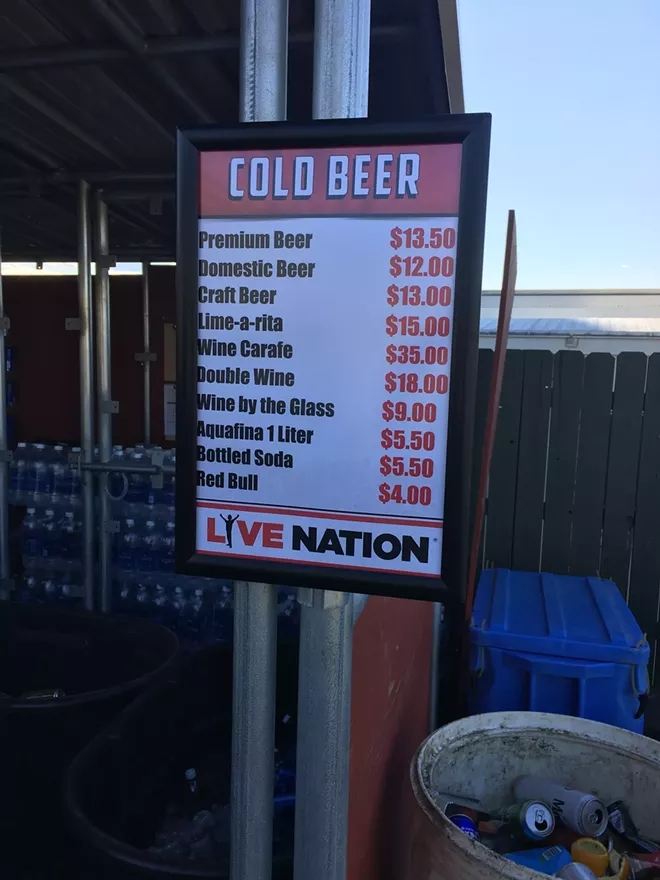 COLD BEER
Premium Beer $13.50
Domestic Beer $12.00
Craft Beer $13.00
Lime-a-rita $15.00
Wine Carafe $35.00
Double Wine $18.00
Wine by the Glass $9.00
Aquafina 1 Liter $5.50
Bottled Soda $5.50
Red Bull $4.00
LIVE NATION